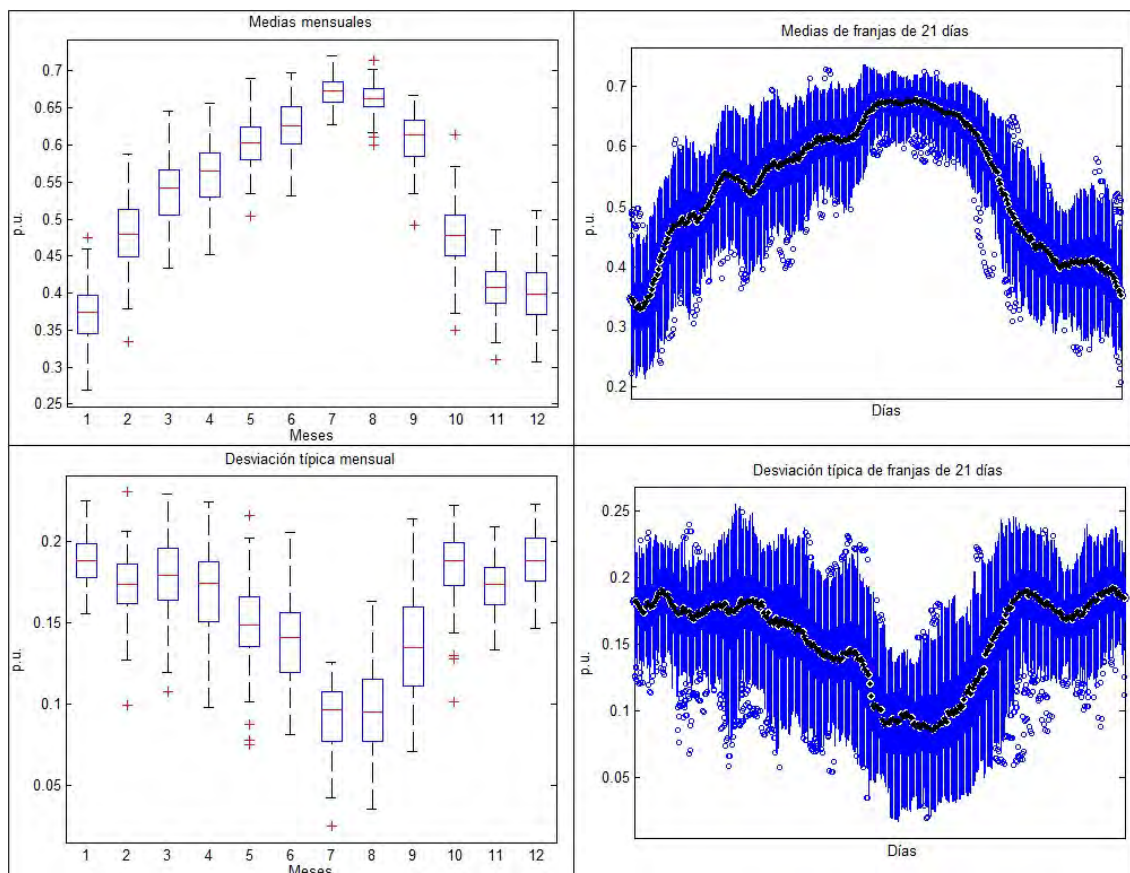 Medias mensuales
0.7
0.65
0.6
0.55
0.5
0.45
0.4
0.35
0.3
0.25
p.u.
1 2 3 4 5 6 7 8 9 10 11 12
Meses
Medias de franjas de 21 días
0.7
0.6
0.5
0.4
0.3
0.2
p.u.
Días
Desviación típica mensual
0.2
0.15
0.1
0.05
p.u.
1 2 3 4 5 6 7 8 9 10 11 12
Meses
Desviación típica de franjas de 21 días
0.25
0.2
0.15
0.1
0.05
p.u.
Días